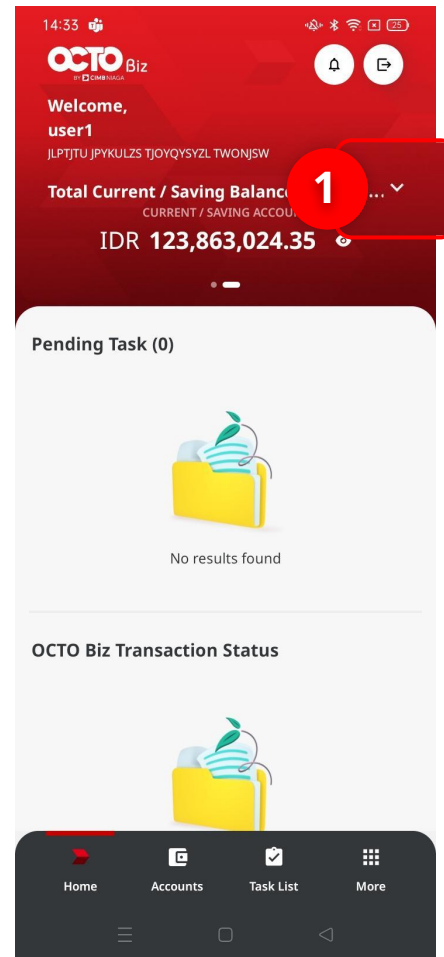 14:33
25
OCTO Biz
BY CIMB NIAGA
Welcome,
user1
JLPTJTU JPYKULZS TJOYQYSYZL TWONJSW
Total Current / Saving Balance ...
1
CURRENT / SAVING
IDR 123,863,024.35
Pending Task (0)
No results found
OCTO Biz Transaction Status
Home
Accounts
Task List
More